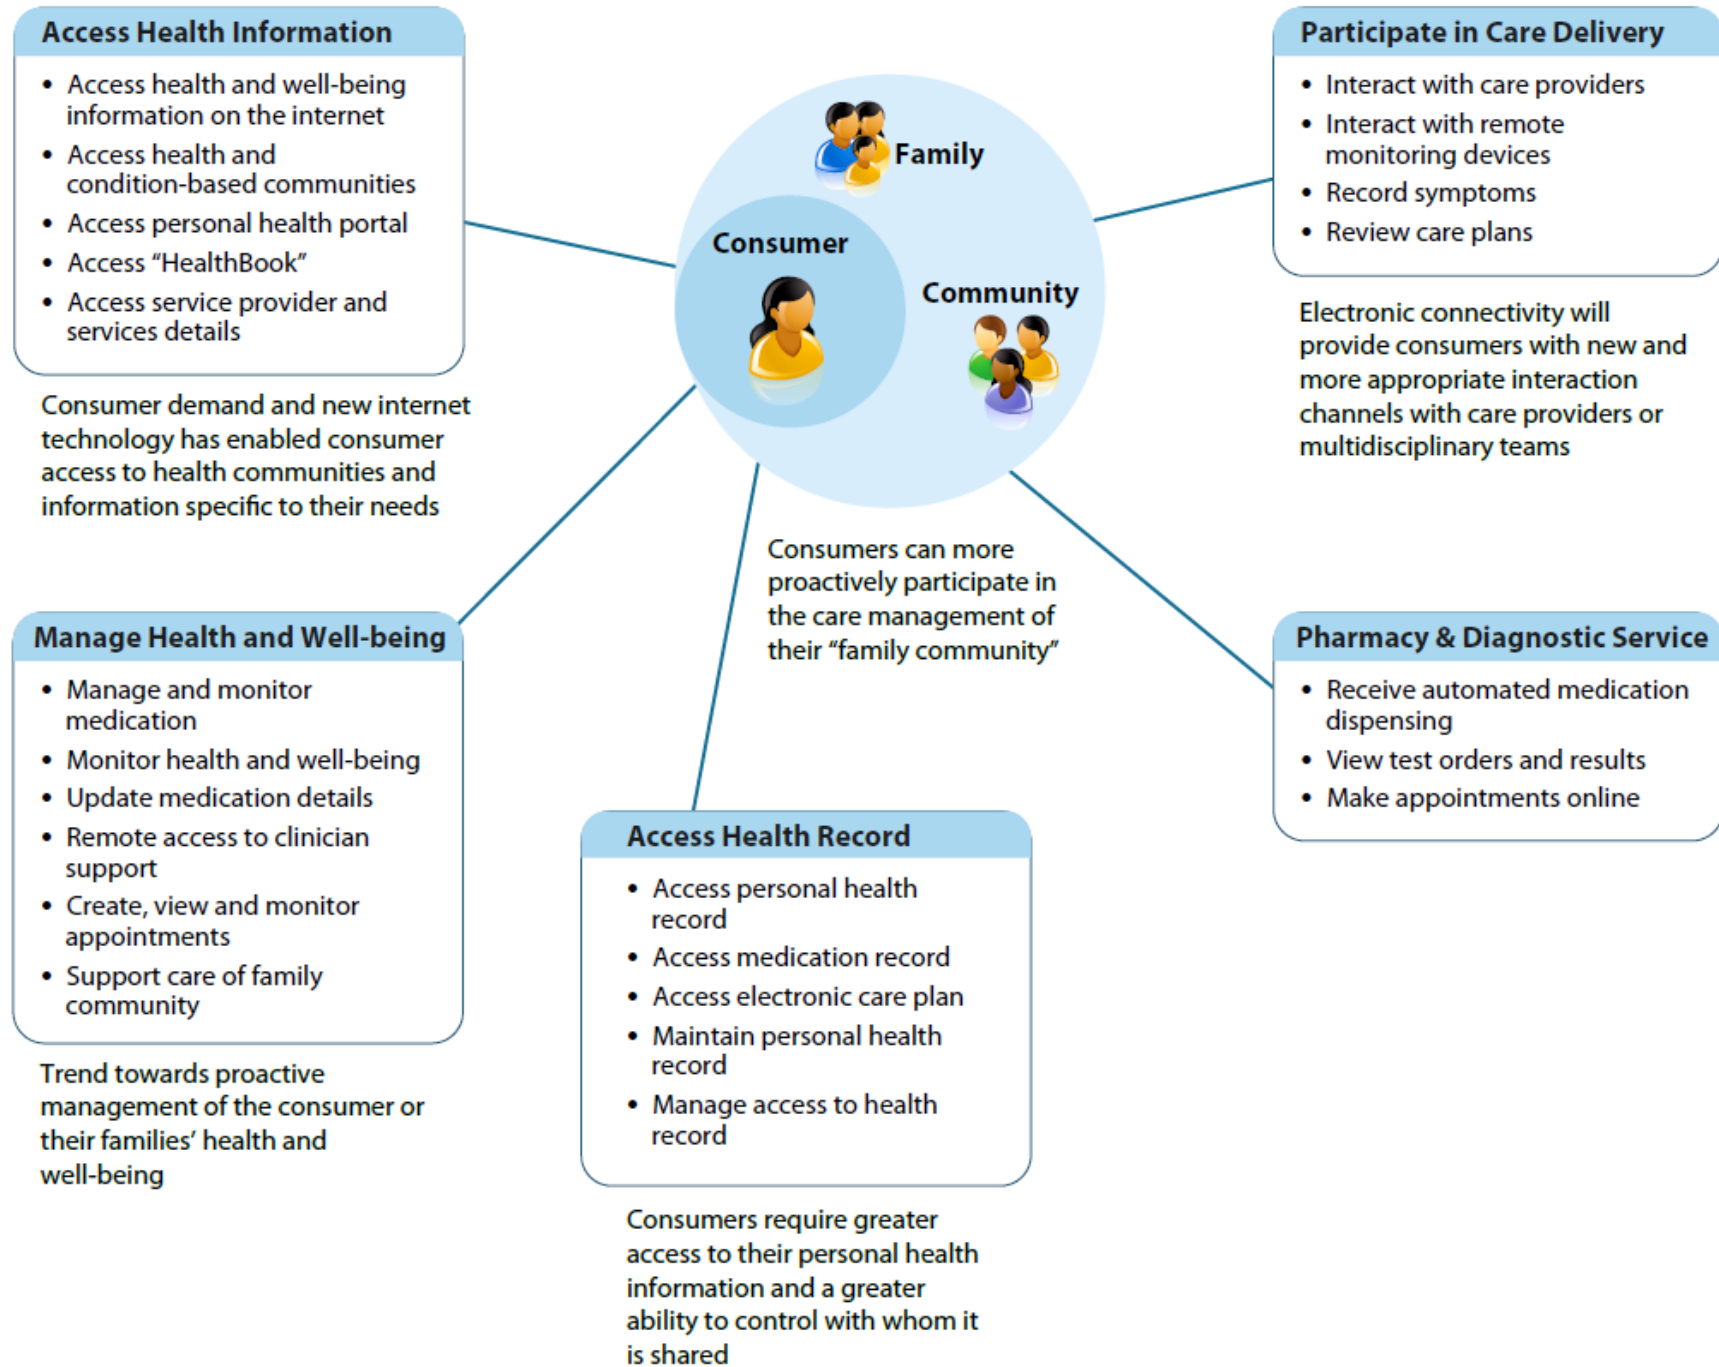 Access Health Information
• Access health and well-being
information on the internet
• Access health and
condition-based communities
• Access personal health portal
• Access “HealthBook”
• Access service provider and
services details
Consumer demand and new internet
technology has enabled consumer
access to health communities and
information specific to their needs
Family
Consumer
Community
Consumers can more
proactively participate in
the care management of
their “family community”
Participate in Care Delivery
• Interact with care providers
• Interact with remote
monitoring devices
• Record symptoms
• Review care plans
Electronic connectivity will
provide consumers with new and
more appropriate interaction
channels with care providers or
multidisciplinary teams
Manage Health and Well-being
• Manage and monitor
medication
• Monitor health and well-being
• Update medication details
• Remote access to clinician
support
• Create, view and monitor
appointments
• Support care of family
community
Trend towards proactive
management of the consumer or
their families’ health and
well-being
Access Health Record
• Access personal health
record
• Access medication record
• Access electronic care plan
• Maintain personal health
record
• Manage access to health
record
Consumers require greater
access to their personal health
information and a greater
ability to control with whom it
is shared
Pharmacy & Diagnostic Service
• Receive automated medication
dispensing
• View test orders and results
• Make appointments online